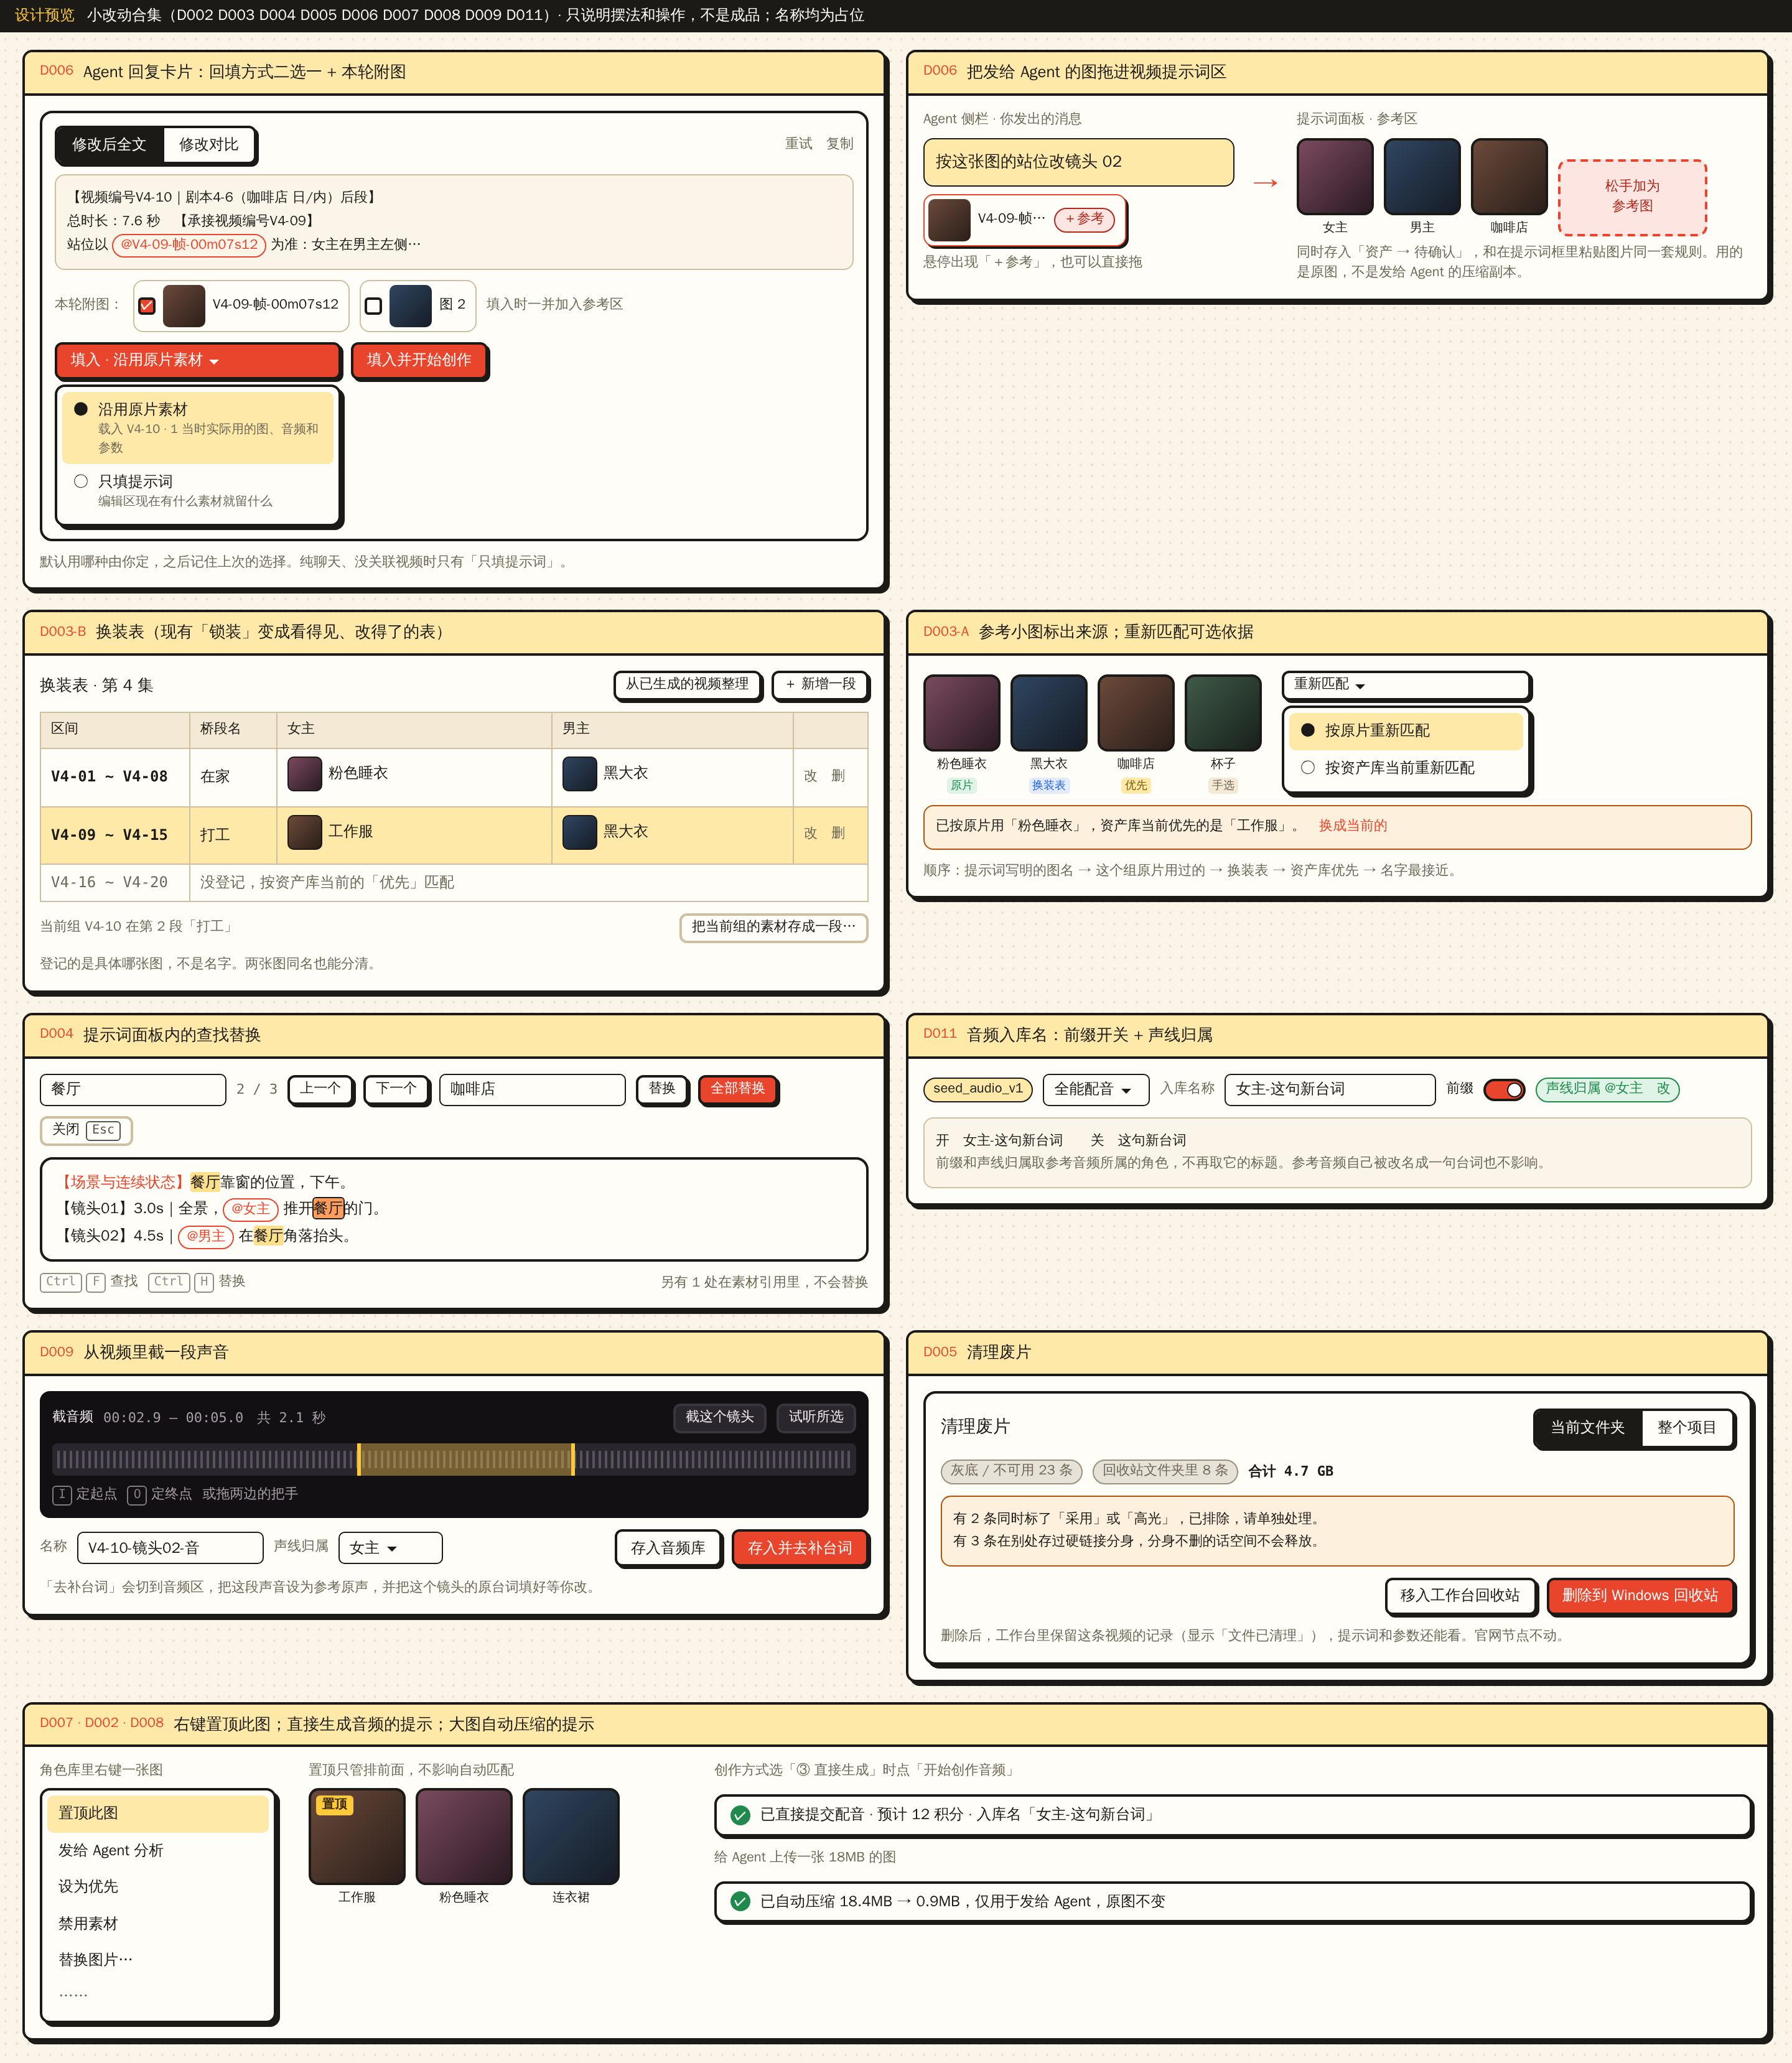 设计预览 小改动合集（D002 D003 D004 D005 D006 D007 D008 D009 D011）· 只说明摆法和操作，不是成品；名称均为占位
D006 Agent 回复卡片：回填方式二选一 + 本轮附图
修改后全文 修改对比 重试 复制
【视频编号V4-10｜剧本4-6（咖啡店 日/内）后段】
总时长：7.6 秒 【承接视频编号V4-09】
站位以 @V4-09-帧-00m07s12 为准：女主在男主左侧…
本轮附图： V4-09-帧-00m07s12 图 2 填入时一并加入参考区
填入 · 沿用原片素材 填入并开始创作
沿用原片素材
载入 V4-10 · 1 当时实际用的图、音频和
参数
只填提示词
编辑区现在有什么素材就留什么
默认用哪种由你定，之后记住上次的选择。纯聊天、没关联视频时只有「只填提示词」。
D006 把发给 Agent 的图拖进视频提示词区
Agent 侧栏 · 你发出的消息
按这张图的站位改镜头 02
V4-09-帧… ＋参考
悬停出现「＋参考」，也可以直接拖
→
提示词面板 · 参考区
松手加为
参考图
女主 男主 咖啡店
同时存入「资产 → 待确认」，和在提示词框里粘贴图片同一套规则。用的
是原图，不是发给 Agent 的压缩副本。
D003-B 换装表（现有「锁装」变成看得见、改得了的表）
换装表 · 第 4 集 从已生成的视频整理 ＋ 新增一段
区间 桥段名 女主 男主
V4-01 ~ V4-08 在家 粉色睡衣 黑大衣 改 删
V4-09 ~ V4-15 打工 工作服 黑大衣 改 删
V4-16 ~ V4-20 没登记，按资产库当前的「优先」匹配
当前组 V4-10 在第 2 段「打工」 把当前组的素材存成一段…
登记的是具体哪张图，不是名字。两张图同名也能分清。
D003-A 参考小图标出来源；重新匹配可选依据
粉色睡衣 黑大衣 咖啡店 杯子
原片 换装表 优先 手选
重新匹配
按原片重新匹配
按资产库当前重新匹配
已按原片用「粉色睡衣」，资产库当前优先的是「工作服」。 换成当前的
顺序：提示词写明的图名 → 这个组原片用过的 → 换装表 → 资产库优先 → 名字最接近。
D004 提示词面板内的查找替换
餐厅 2 / 3 上一个 下一个 咖啡店 替换 全部替换
关闭 Esc
【场景与连续状态】餐厅靠窗的位置，下午。
【镜头01】3.0s｜全景，@女主 推开餐厅的门。
【镜头02】4.5s｜@男主 在餐厅角落抬头。
Ctrl F 查找 Ctrl H 替换 另有 1 处在素材引用里，不会替换
D011 音频入库名：前缀开关 + 声线归属
seed_audio_v1 全能配音 入库名称 女主-这句新台词 前缀 声线归属 @女主 改
开 女主-这句新台词 关 这句新台词
前缀和声线归属取参考音频所属的角色，不再取它的标题。参考音频自己被改名成一句台词也不影响。
D009 从视频里截一段声音
截音频 00:02.9 — 00:05.0 共 2.1 秒 截这个镜头 试听所选
I 定起点 O 定终点 或拖两边的把手
名称 V4-10-镜头02-音 声线归属 女主 存入音频库 存入并去补台词
「去补台词」会切到音频区，把这段声音设为参考原声，并把这个镜头的原台词填好等你改。
D005 清理废片
清理废片 当前文件夹 整个项目
灰底 / 不可用 23 条 回收站文件夹里 8 条 合计 4.7 GB
有 2 条同时标了「采用」或「高光」，已排除，请单独处理。
有 3 条在别处存过硬链接分身，分身不删的话空间不会释放。
移入工作台回收站 删除到 Windows 回收站
删除后，工作台里保留这条视频的记录（显示「文件已清理」），提示词和参数还能看。官网节点不动。
D007 · D002 · D008 右键置顶此图；直接生成音频的提示；大图自动压缩的提示
角色库里右键一张图
置顶此图
发给 Agent 分析
设为优先
禁用素材
替换图片…
……
置顶只管排前面，不影响自动匹配
置顶
工作服 粉色睡衣 连衣裙
创作方式选「③ 直接生成」时点「开始创作音频」
已直接提交配音 · 预计 12 积分 · 入库名「女主-这句新台词」
给 Agent 上传一张 18MB 的图
已自动压缩 18.4MB → 0.9MB，仅用于发给 Agent，原图不变